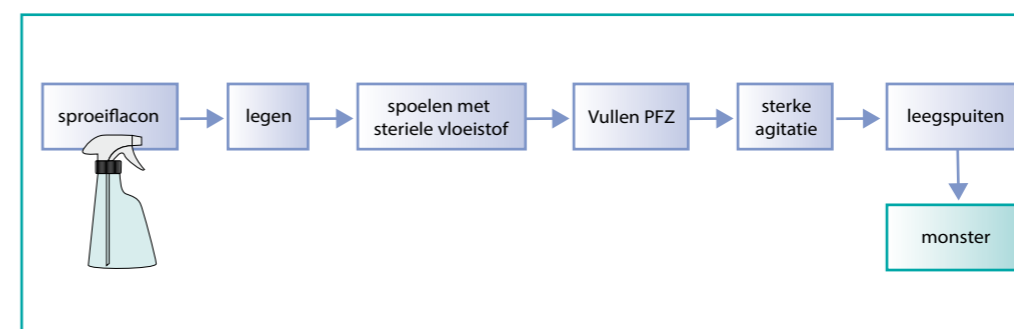 sproeiflacon
legen
spoelen met
steriele vloeistof
Vullen PFZ
sterke
agitatie
leegspuiten
monster